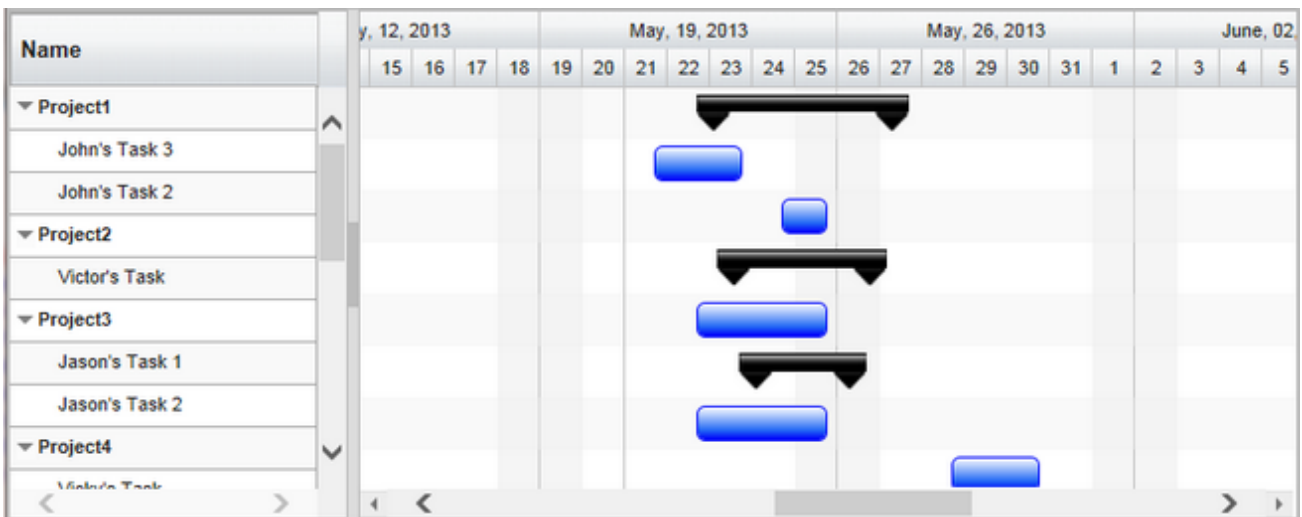 Name
y, 12, 2013 May, 19, 2013 May, 26, 2013 June, 02,
15 16 17 18 19 20 21 22 23 24 25 26 27 28 29 30 31 1 2 3 4 5
Project1
John's Task 3
John's Task 2
Project2
Victor's Task
Project3
Jason's Task 1
Jason's Task 2
Project4
Vicky's Task